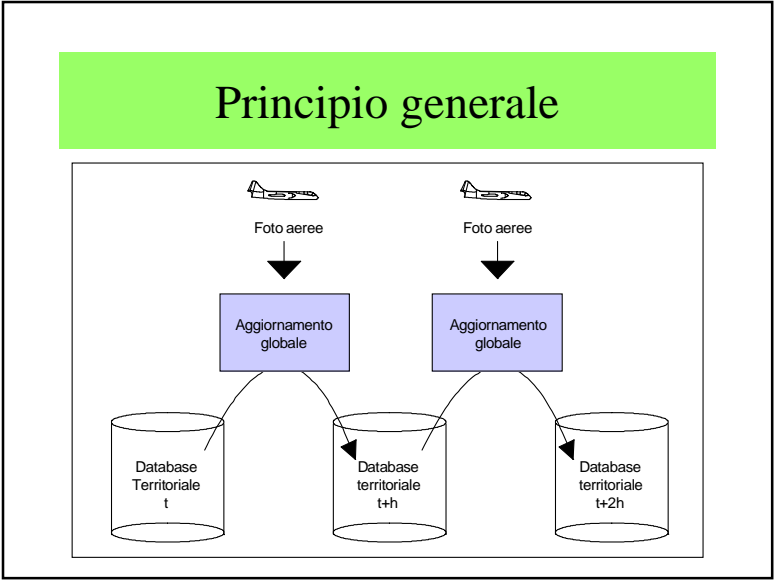 Principio generale
Foto aeree
Foto aeree
Aggiornamento
globale
Aggiornamento
globale
Database
Territoriale
t
Database
territoriale
t+h
Database
territoriale
t+2h